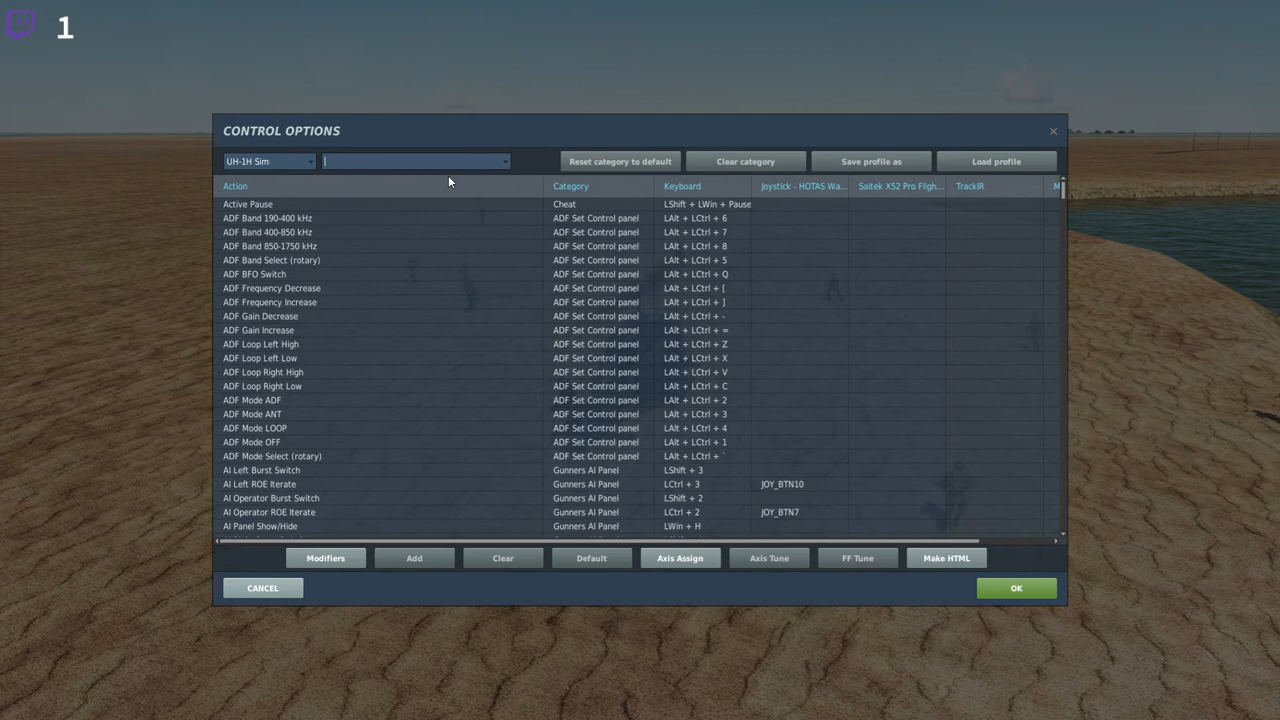 1
CONTROL OPTIONS
UH-1H Sim
Reset category to default Clear category Save profile as Load profile
Action Category Keyboard Joystick - HOTAS Wa... Saitek X52 Pro Fligh... TrackIR M
Active Pause Cheat LShift + LWin + Pause
ADF Band 190-400 kHz ADF Set Control panel LAlt + LCtrl + 6
ADF Band 400-850 kHz ADF Set Control panel LAlt + LCtrl + 7
ADF Band 850-1750 kHz ADF Set Control panel LAlt + LCtrl + 8
ADF Band Select (rotary) ADF Set Control panel LAlt + LCtrl + 5
ADF BFO Switch ADF Set Control panel LAlt + LCtrl + Q
ADF Frequency Decrease ADF Set Control panel LAlt + LCtrl + [
ADF Frequency Increase ADF Set Control panel LAlt + LCtrl + ]
ADF Gain Decrease ADF Set Control panel LAlt + LCtrl + -
ADF Gain Increase ADF Set Control panel LAlt + LCtrl + =
ADF Loop Left High ADF Set Control panel LAlt + LCtrl + Z
ADF Loop Left Low ADF Set Control panel LAlt + LCtrl + X
ADF Loop Right High ADF Set Control panel LAlt + LCtrl + V
ADF Loop Right Low ADF Set Control panel LAlt + LCtrl + C
ADF Mode ADF ADF Set Control panel LAlt + LCtrl + 2
ADF Mode ANT ADF Set Control panel LAlt + LCtrl + 3
ADF Mode LOOP ADF Set Control panel LAlt + LCtrl + 4
ADF Mode OFF ADF Set Control panel LAlt + LCtrl + 1
ADF Mode Select (rotary) ADF Set Control panel LAlt + LCtrl + `
AI Left Burst Switch Gunners AI Panel LShift + 3
AI Left ROE Iterate Gunners AI Panel LCtrl + 3 JOY_BTN10
AI Operator Burst Switch Gunners AI Panel LShift + 2
AI Operator ROE Iterate Gunners AI Panel LCtrl + 2 JOY_BTN7
AI Panel Show/Hide Gunners AI Panel LWin + H
Modifiers Add Clear Default Axis Assign Axis Tune FF Tune Make HTML
CANCEL OK